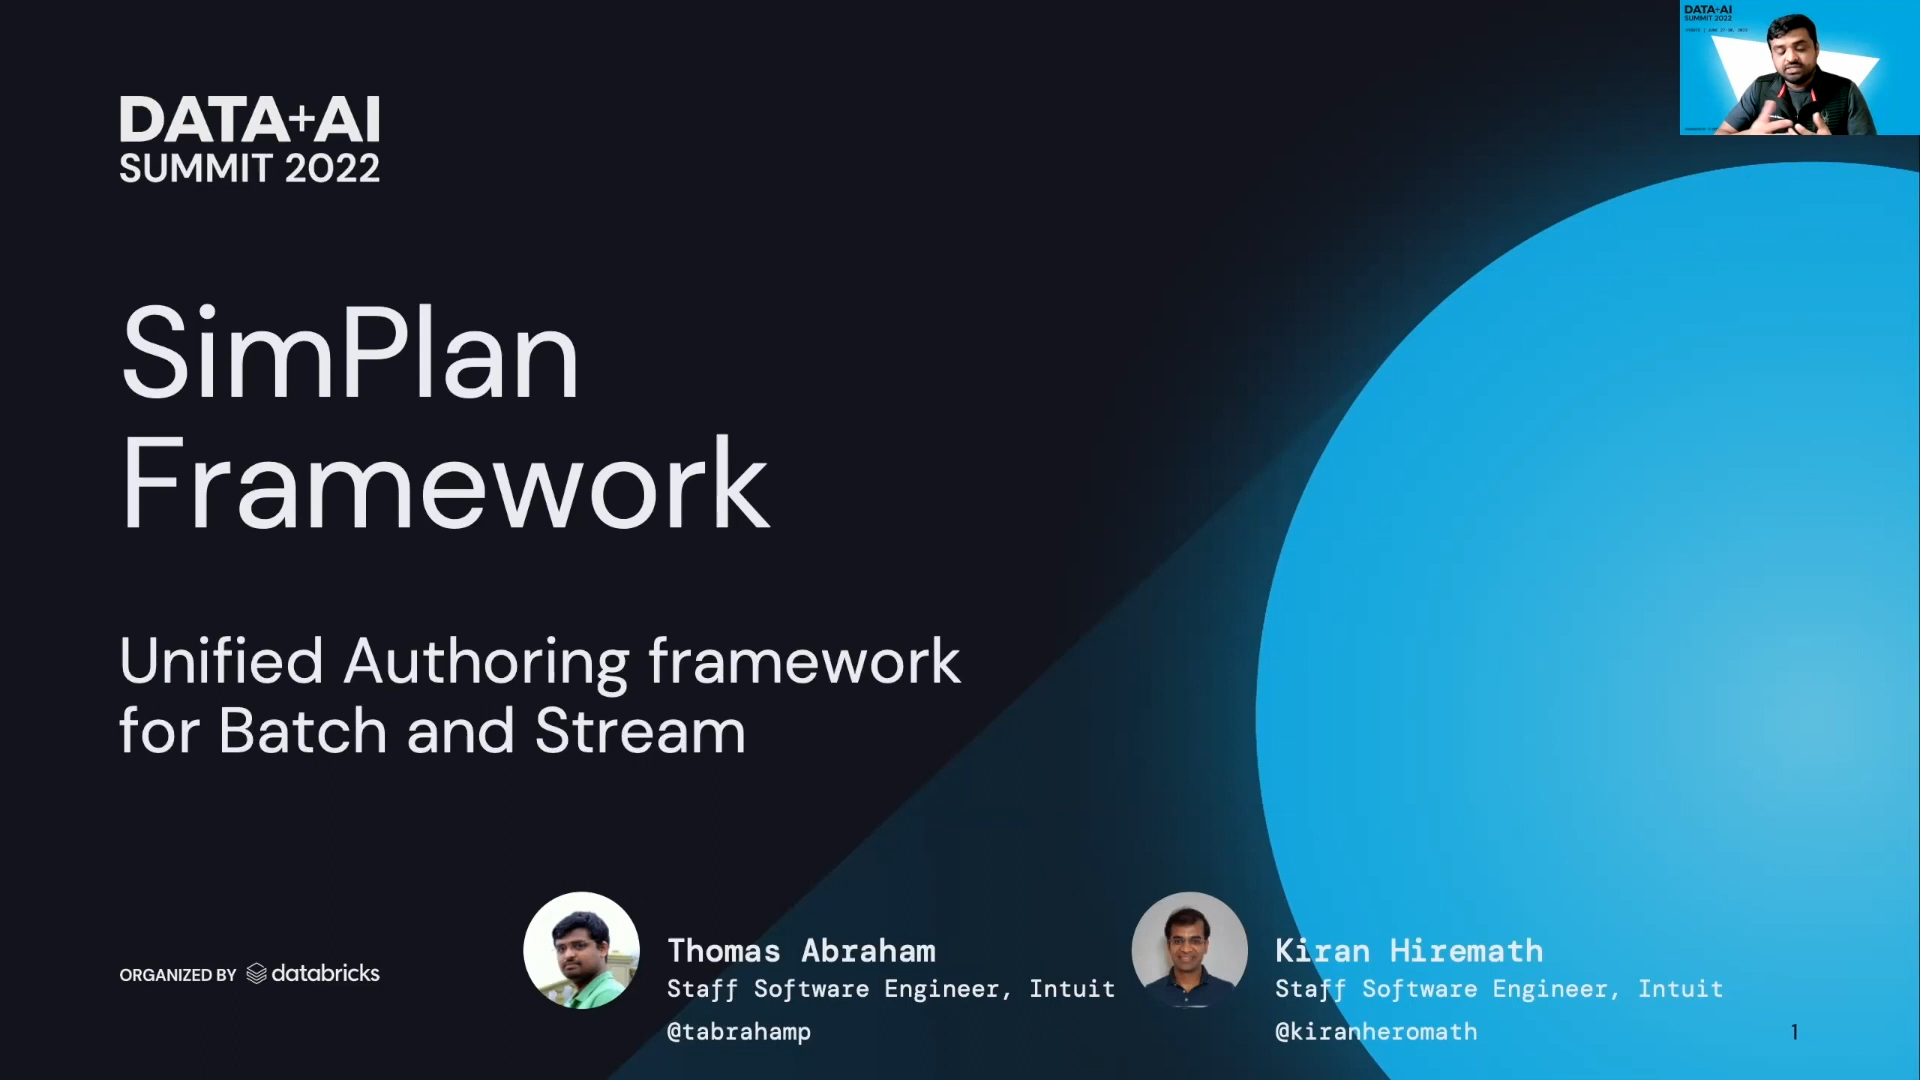 DATA+AI
SUMMIT 2022
DATA+AI
SUMMIT 2022
SimPlan
Framework
Unified Authoring framework
for Batch and Stream
ORGANIZED BY databricks
Thomas Abraham
Staff Software Engineer, Intuit
@tabrahamp
Kiran Hiremath
Staff Software Engineer, Intuit
@kiranheromath
1